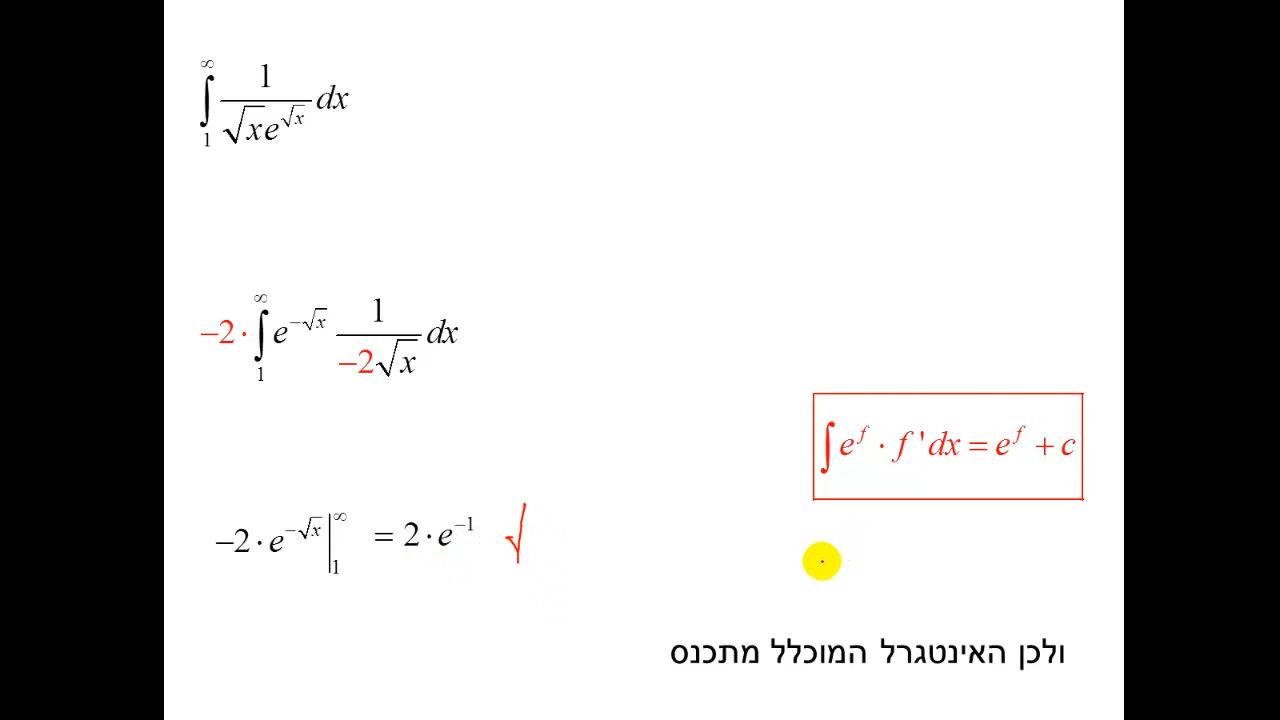 ∫₁^∞ 1/(√x e^(√x)) dx
−2 · ∫₁^∞ e^(−√x) 1/(−2√x) dx
∫ e^f · f ' dx = e^f + c
−2 · e^(−√x) |₁^∞ = 2 · e^(−1) √
ולכן האינטגרל המוכלל מתכנס